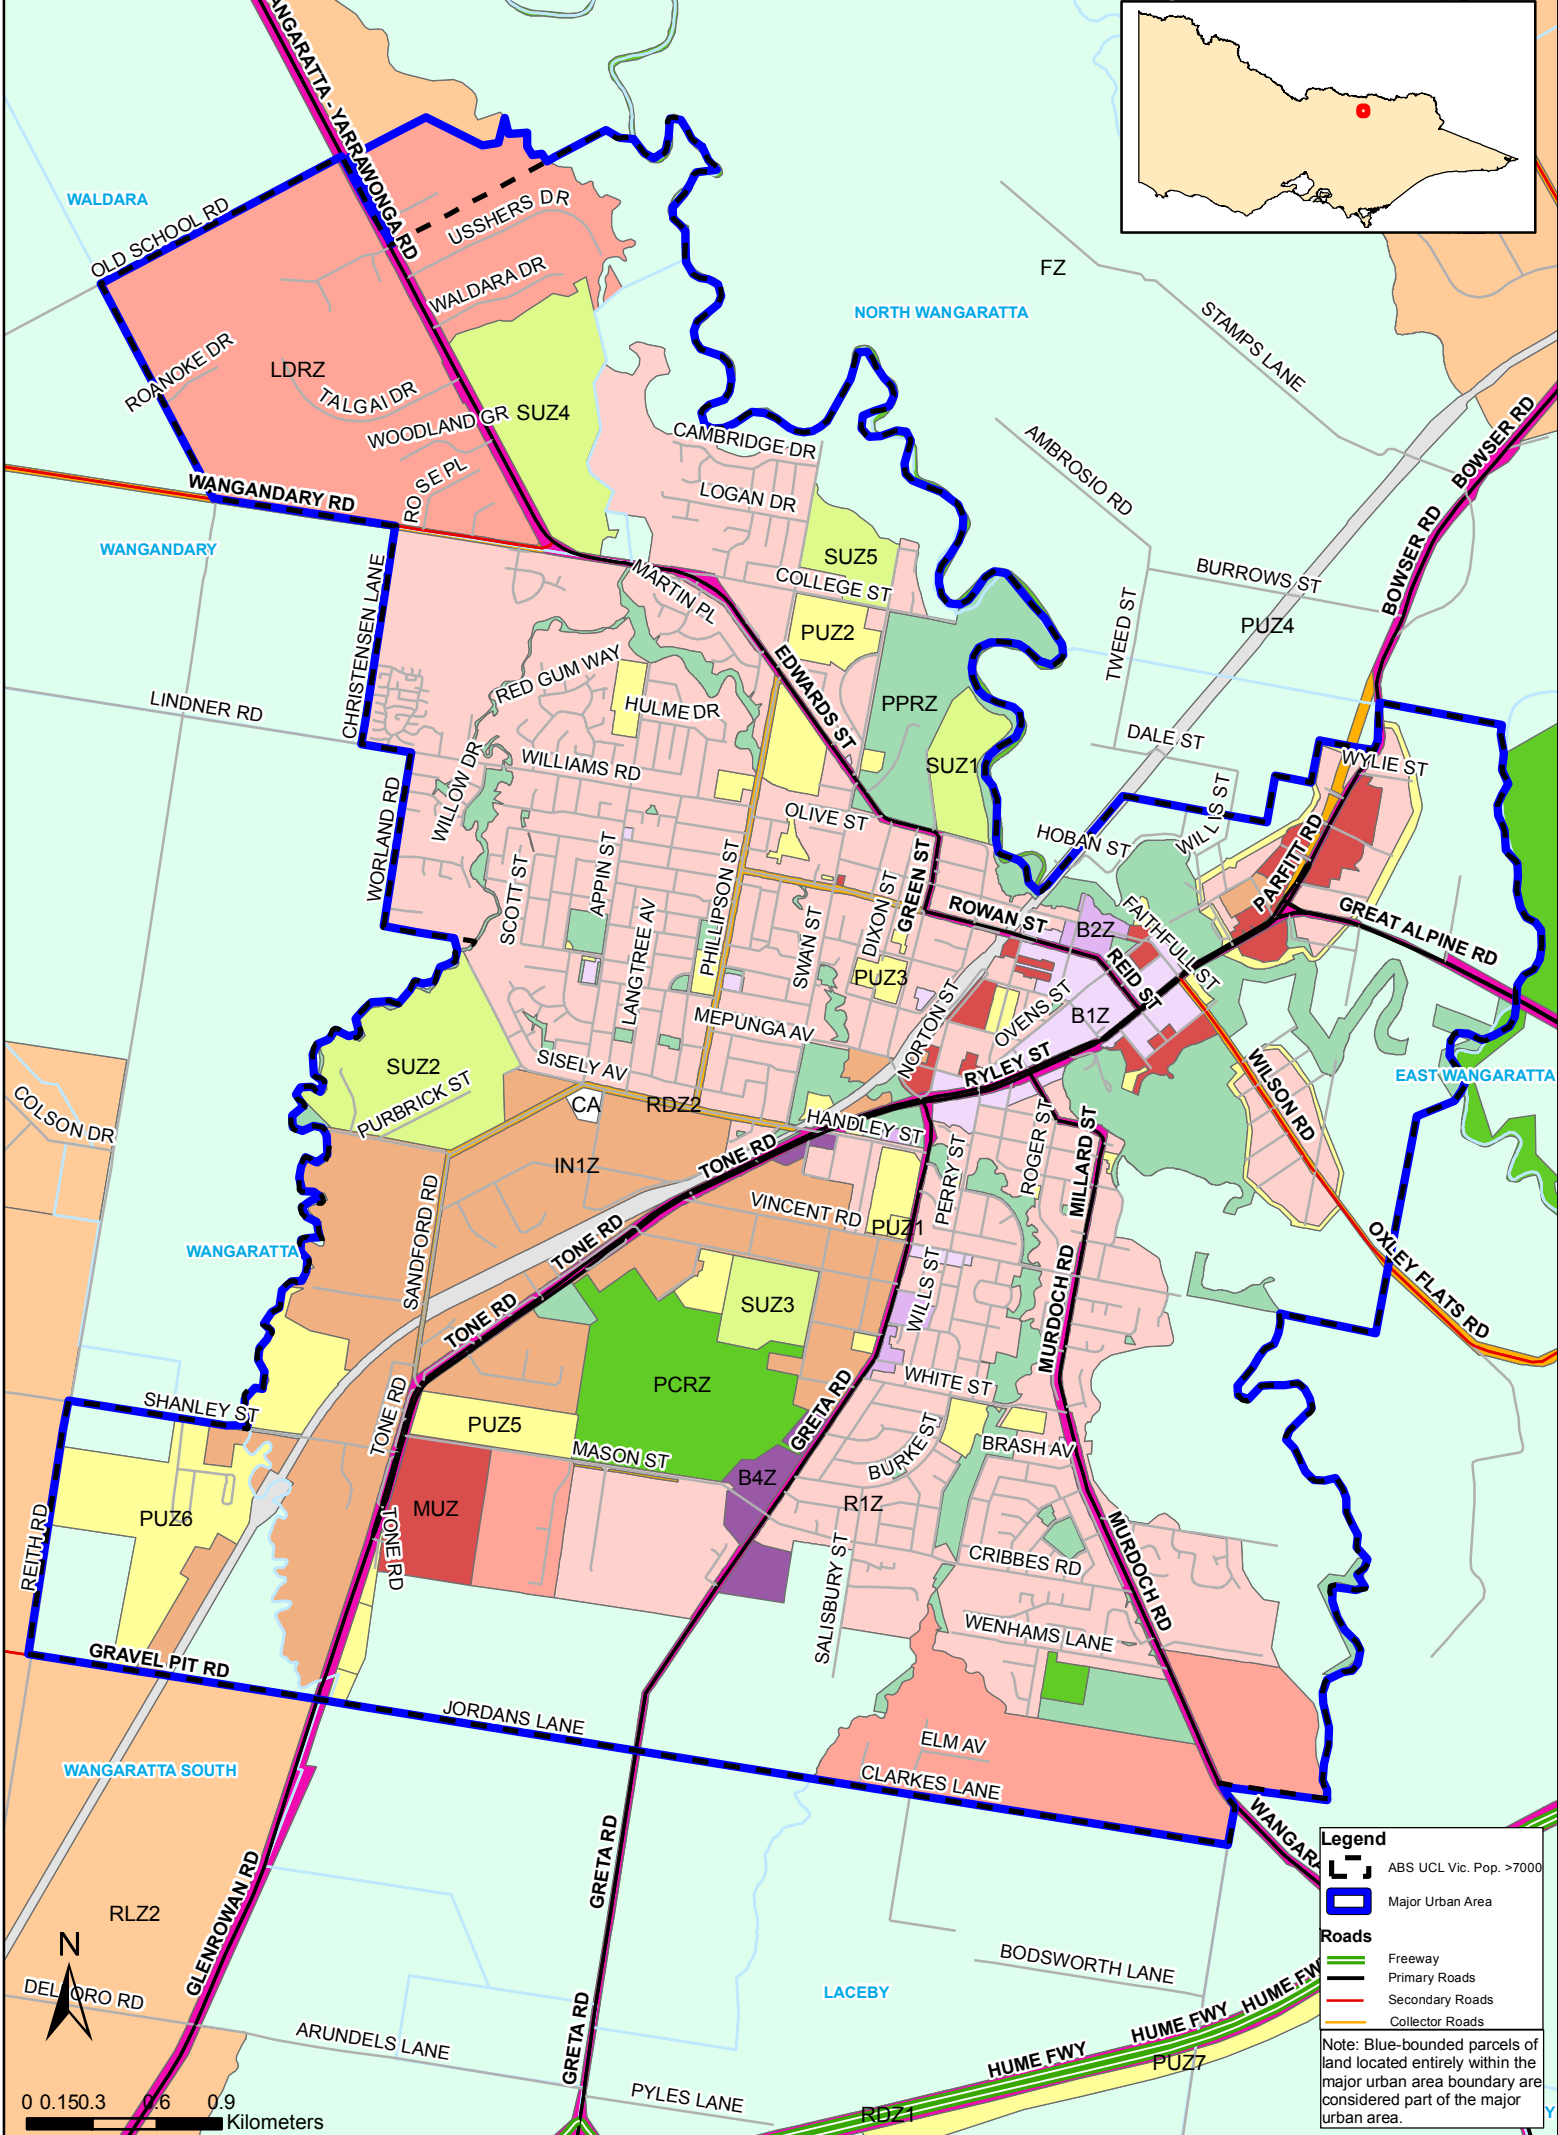 ANGARATTA - YARRAWONGA RD
WALDARA
OLD SCHOOL RD
USSHERS DR
WALDARA DR
FZ
NORTH WANGARATTA
STAMPS LANE
ROANOKE DR
LDRZ
TALGAI DR
WOODLAND GR
SUZ4
RO SE PL
CAMBRIDGE DR
AMBROSIO RD
BOWSER RD
WANGANDARY RD
LOGAN DR
WANGANDARY
SUZ5
BOWSER RD
COLLEGE ST
BURROWS ST
MARTIN PL
CHRISTENSEN LANE
PUZ2
TWEED ST
PUZ4
RED GUM WAY
EDWARDS ST
LINDNER RD
HULME DR
PPRZ
DALE ST
WILLOW DR
WILLIAMS RD
SUZ1
WYLIE ST
WORLAND RD
OLIVE ST
HOBAN ST
WILLIS ST
SCOTT ST
APPIN ST
PHILLIPSON ST
DIXON ST
GREEN ST
PARFITT RD
LANGTREE AV
SWAN ST
ROWAN ST
B2Z
FAITHFULL ST
GREAT ALPINE RD
PUZ3
REID ST
NORTON ST
OVENS ST
B1Z
MEPUNGA AV
SUZ2
SISELY AV
RYLEY ST
WILSON RD
EAST WANGARATTA
PURBRICK ST
COLSON DR
CA
RDZ2
HANDLEY ST
ROGER ST
MILLARD ST
IN1Z
TONE RD
PERRY ST
SANDFORD RD
VINCENT RD
PUZ1
WANGARATTA
TONE RD
OXLEY FLATS RD
WILLS ST
MURDOCH RD
TONE RD
SUZ3
PCRZ
WHITE ST
SHANLEY ST
TONE RD
PUZ5
GRETA RD
BURKE ST
BRASH AV
MASON ST
B4Z
R1Z
MUZ
PUZ6
REITH RD
TONE RD
SALISBURY ST
CRIBBES RD
MURDOCH RD
WENHAMS LANE
GRAVEL PIT RD
JORDANS LANE
ELM AV
WANGARATTA SOUTH
CLARKES LANE
WANGARA
GRETA RD
RLZ2
GLENROWAN RD
BODSWORTH LANE
LACEBY
DELLORO RD
ARUNDELS LANE
GRETA RD
HUME FWY
HUME FWY
HUME FW
PUZ7
PYLES LANE
RDZ1
N
0 0.150.3 0.6 0.9
Kilometers
Legend
ABS UCL Vic. Pop. >7000
Major Urban Area
Roads
Freeway
Primary Roads
Secondary Roads
Collector Roads
Note: Blue-bounded parcels of
land located entirely within the
major urban area boundary are
considered part of the major
urban area.
Y